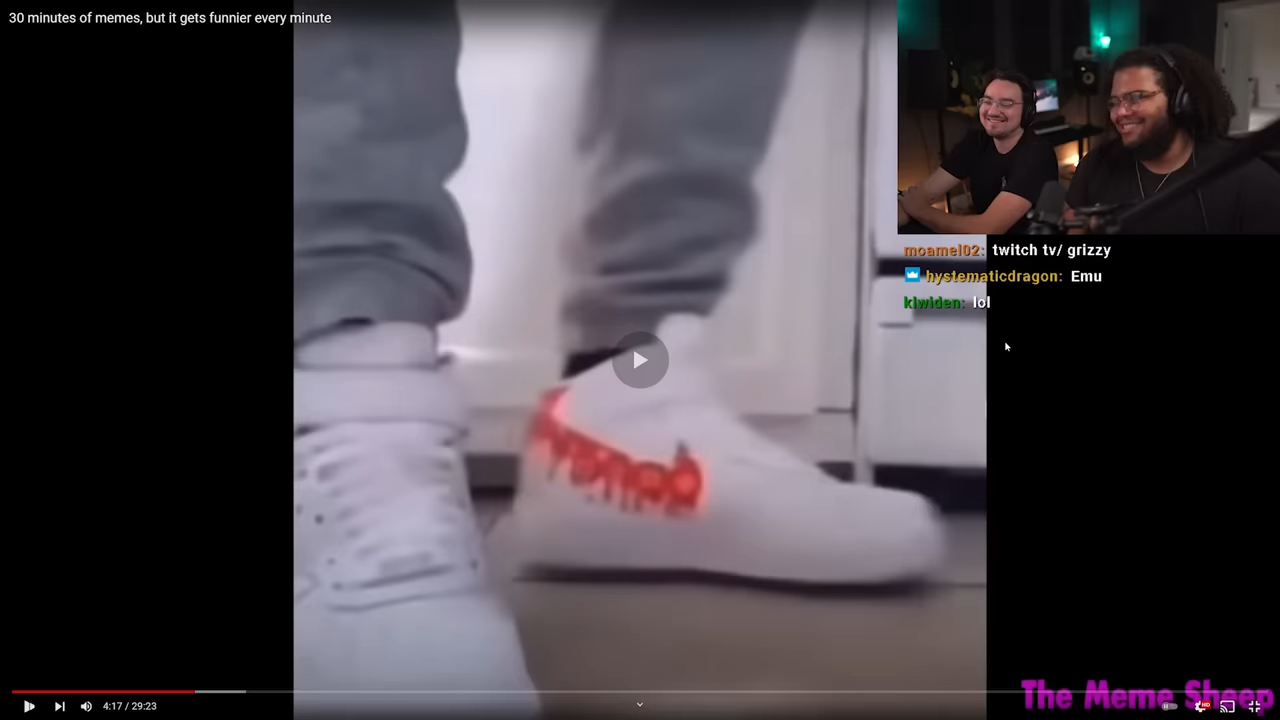 30 minutes of memes, but it gets funnier every minute
moamel02: twitch tv/ grizzy
hystematicdragon: Emu
kiwiden: lol
4:17 / 29:23
HD
The Meme Sheep